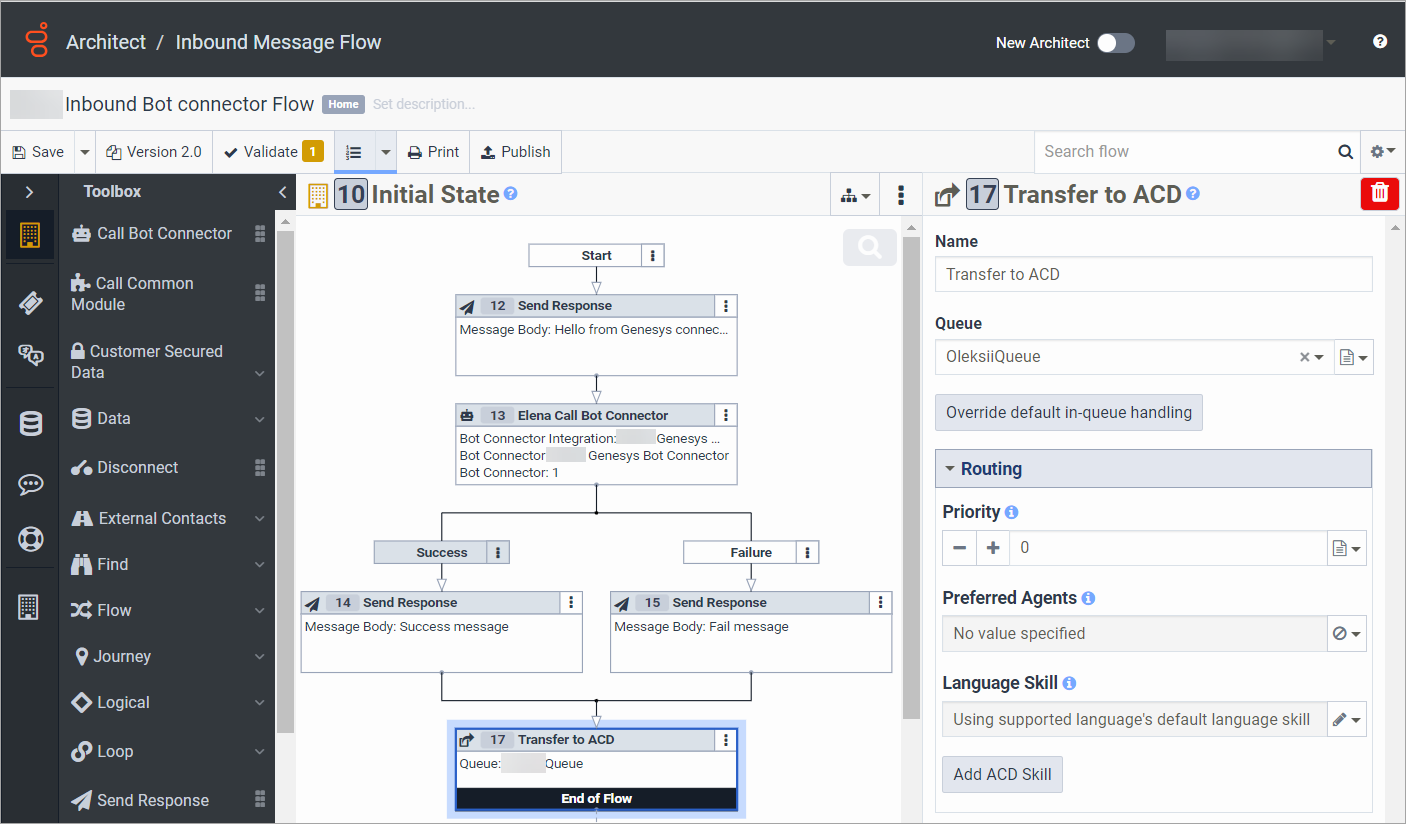 Architect / Inbound Message Flow
New Architect
Inbound Bot connector Flow Home Set description...
Save Version 2.0 Validate 1 Print Publish
Search flow
Toolbox
Call Bot Connector
Call Common
Module
Customer Secured
Data
Data
Disconnect
External Contacts
Find
Flow
Journey
Logical
Loop
Send Response
10 Initial State
Start
12 Send Response
Message Body: Hello from Genesys connec...
13 Elena Call Bot Connector
Bot Connector Integration: Genesys ...
Bot Connector Genesys Bot Connector
Bot Connector: 1
Success
Failure
14 Send Response
Message Body: Success message
15 Send Response
Message Body: Fail message
17 Transfer to ACD
Queue: Queue
End of Flow
17 Transfer to ACD
Name
Transfer to ACD
Queue
OleksiiQueue
Override default in-queue handling
Routing
Priority
0
Preferred Agents
No value specified
Language Skill
Using supported language's default language skill
Add ACD Skill